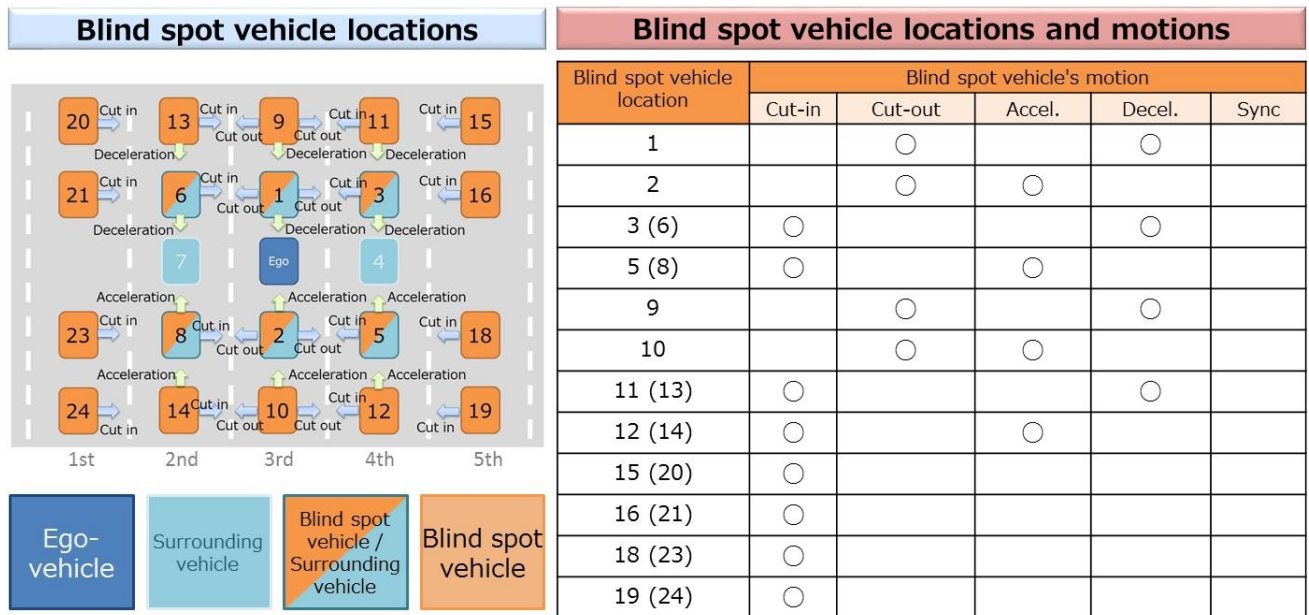 Blind spot vehicle locations
20 Cut in 13 Cut in 9 Cut in 11 Cut in 15
Cut out Cut out
Deceleration Deceleration Deceleration
21 Cut in 6 Cut in 1 Cut in 3 Cut in 16
Cut out Cut out
Deceleration Deceleration Deceleration
7 Ego 4
Acceleration Acceleration Acceleration
23 Cut in 8 Cut in 2 Cut in 5 Cut in 18
Cut out Cut out
Acceleration Acceleration Acceleration
24 Cut in 14 Cut in 10 Cut in 12 Cut in 19
Cut out Cut out
1st 2nd 3rd 4th 5th
Ego-
vehicle
Surrounding
vehicle
Blind spot
vehicle /
Surrounding
vehicle
Blind spot
vehicle
Blind spot vehicle locations and motions
Blind spot vehicle
location
Blind spot vehicle's motion
Cut-in Cut-out Accel. Decel. Sync
1 ○ ○
2 ○ ○
3 (6) ○ ○
5 (8) ○ ○
9 ○ ○
10 ○ ○
11 (13) ○ ○
12 (14) ○ ○
15 (20) ○
16 (21) ○
18 (23) ○
19 (24) ○